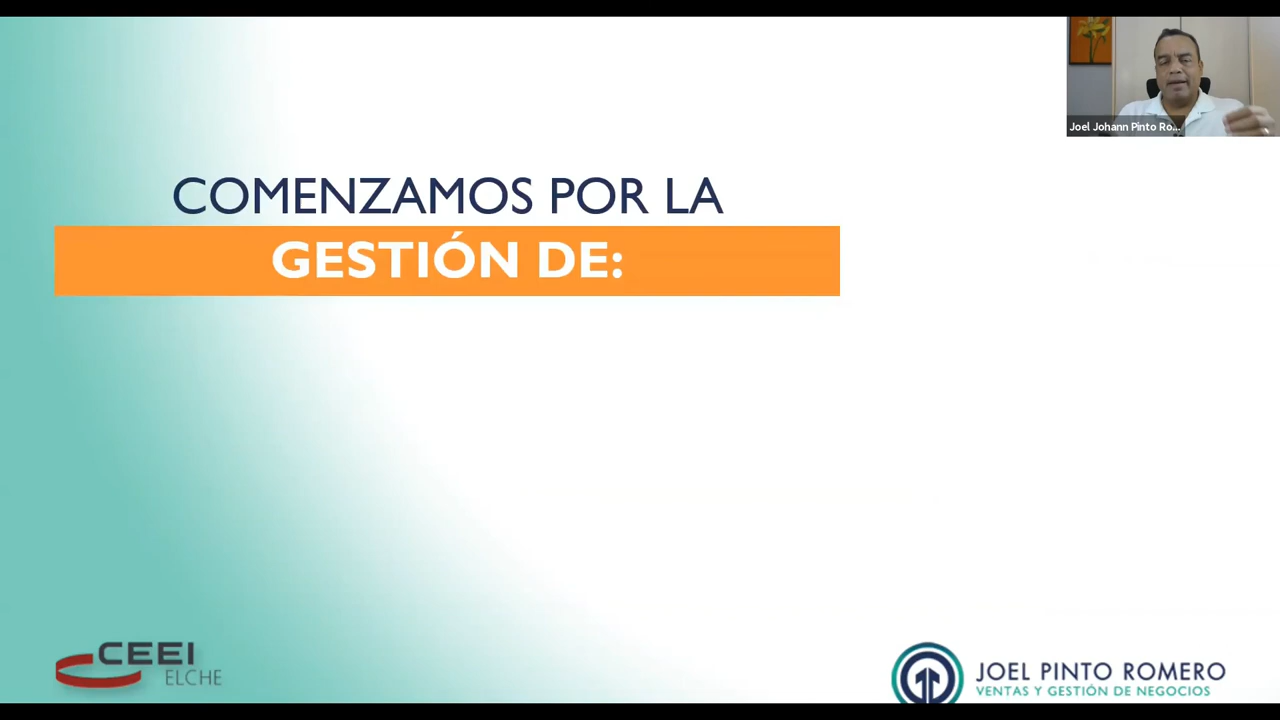 Joel Johann Pinto Ro...
COMENZAMOS POR LA
GESTIÓN DE:
CEEI
ELCHE
JOEL PINTO ROMERO
VENTAS Y GESTIÓN DE NEGOCIOS